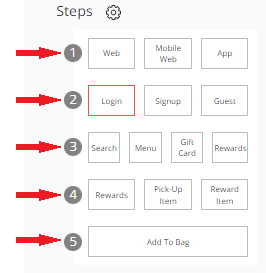 Steps
1 Web Mobile Web App
2 Login Signup Guest
3 Search Menu Gift Card Rewards
4 Rewards Pick-Up Item Reward Item
5 Add To Bag